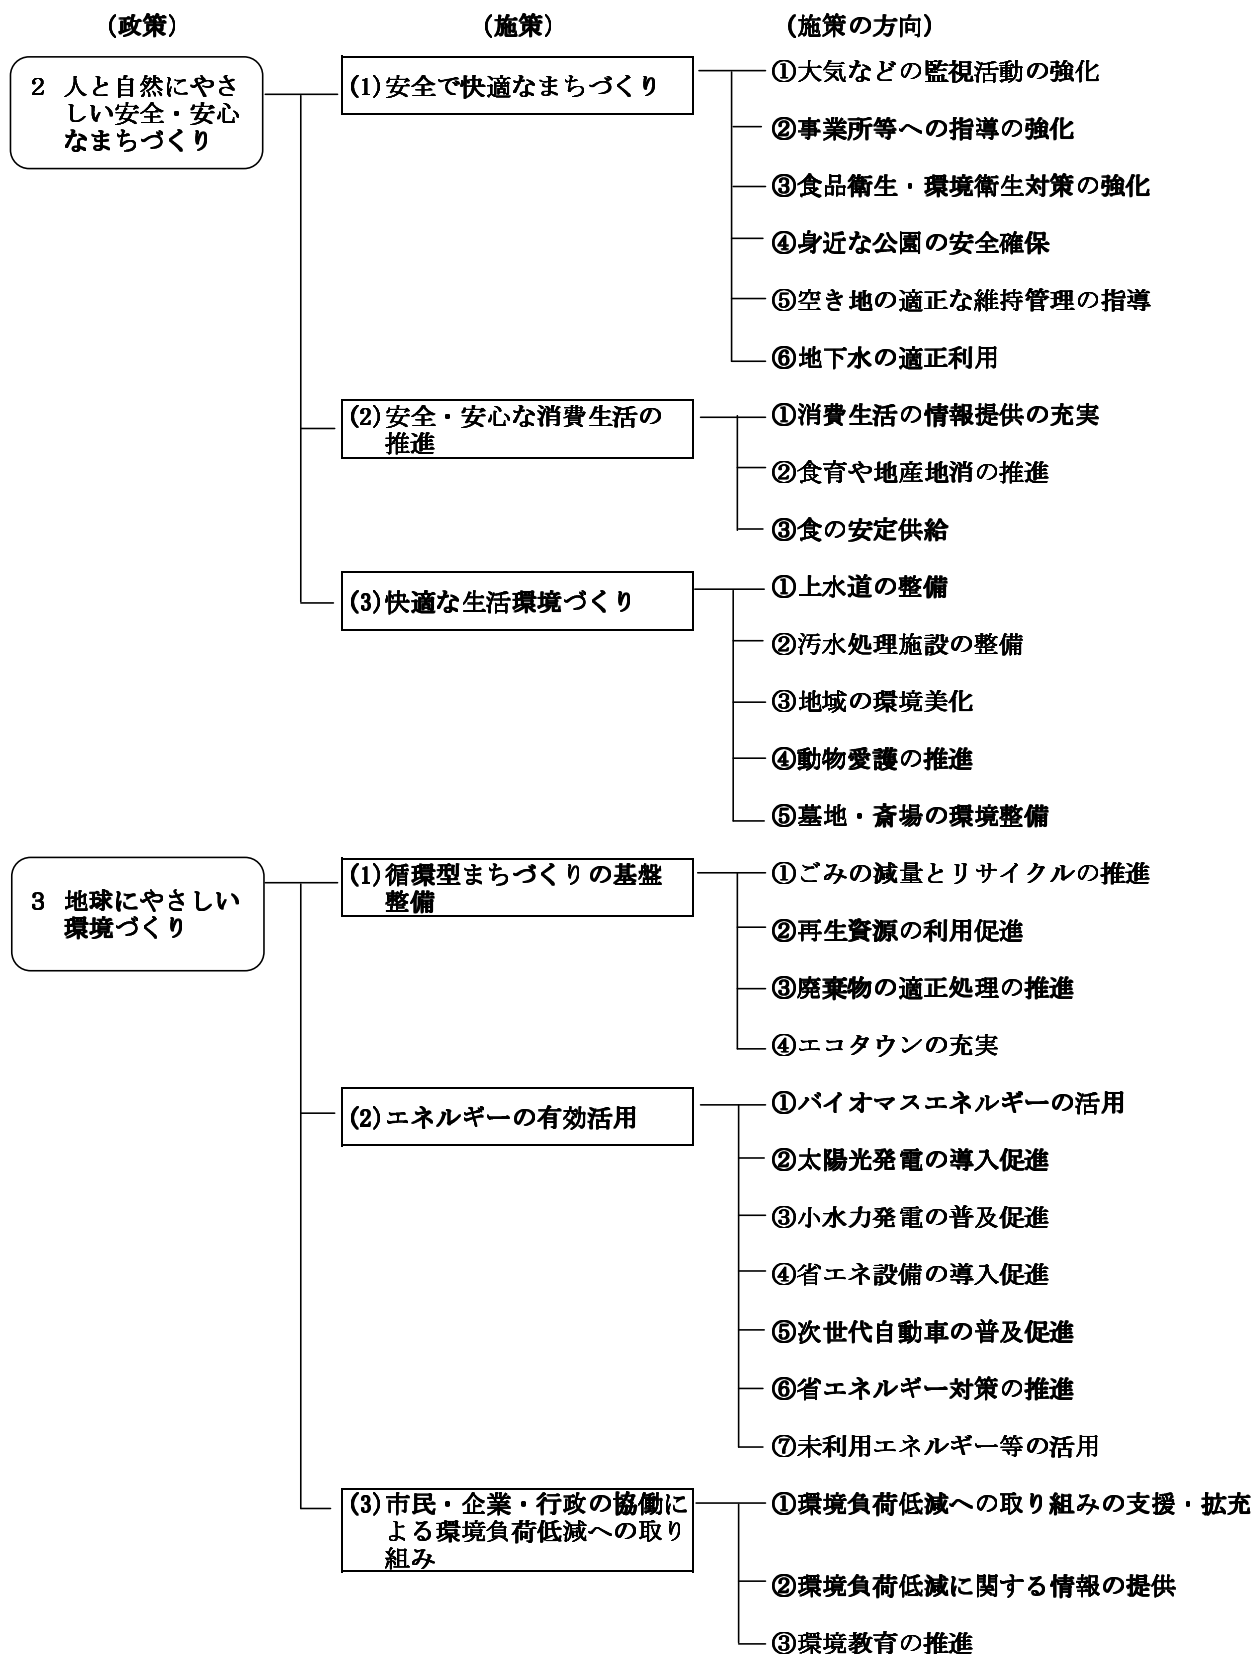 （政策）
（施策）
（施策の方向）
２ 人と自然にやさ
しい安全・安心
なまちづくり
(1)安全で快適なまちづくり
①大気などの監視活動の強化
②事業所等への指導の強化
③食品衛生・環境衛生対策の強化
④身近な公園の安全確保
⑤空き地の適正な維持管理の指導
⑥地下水の適正利用
(2)安全・安心な消費生活の
推進
①消費生活の情報提供の充実
②食育や地産地消の推進
③食の安定供給
(3)快適な生活環境づくり
①上水道の整備
②汚水処理施設の整備
③地域の環境美化
④動物愛護の推進
⑤墓地・斎場の環境整備
３ 地球にやさしい
環境づくり
(1)循環型まちづくりの基盤
整備
①ごみの減量とリサイクルの推進
②再生資源の利用促進
③廃棄物の適正処理の推進
④エコタウンの充実
(2)エネルギーの有効活用
①バイオマスエネルギーの活用
②太陽光発電の導入促進
③小水力発電の普及促進
④省エネ設備の導入促進
⑤次世代自動車の普及促進
⑥省エネルギー対策の推進
⑦未利用エネルギー等の活用
(3)市民・企業・行政の協働に
よる環境負荷低減への取り
組み
①環境負荷低減への取り組みの支援・拡充
②環境負荷低減に関する情報の提供
③環境教育の推進